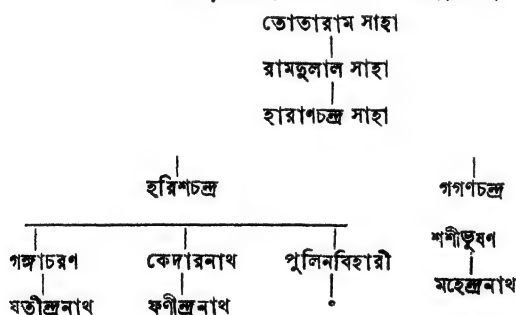 তোতারাম সাহা
রামদুলাল সাহা
হারাণচন্দ্র সাহা
হরিশচন্দ্র গগণচন্দ্র
গঙ্গাচরণ কেদারনাথ পুলিনবিহারী শশীভূষণ
যতীন্দ্রনাথ ফণীন্দ্রনাথ মহেন্দ্রনাথ